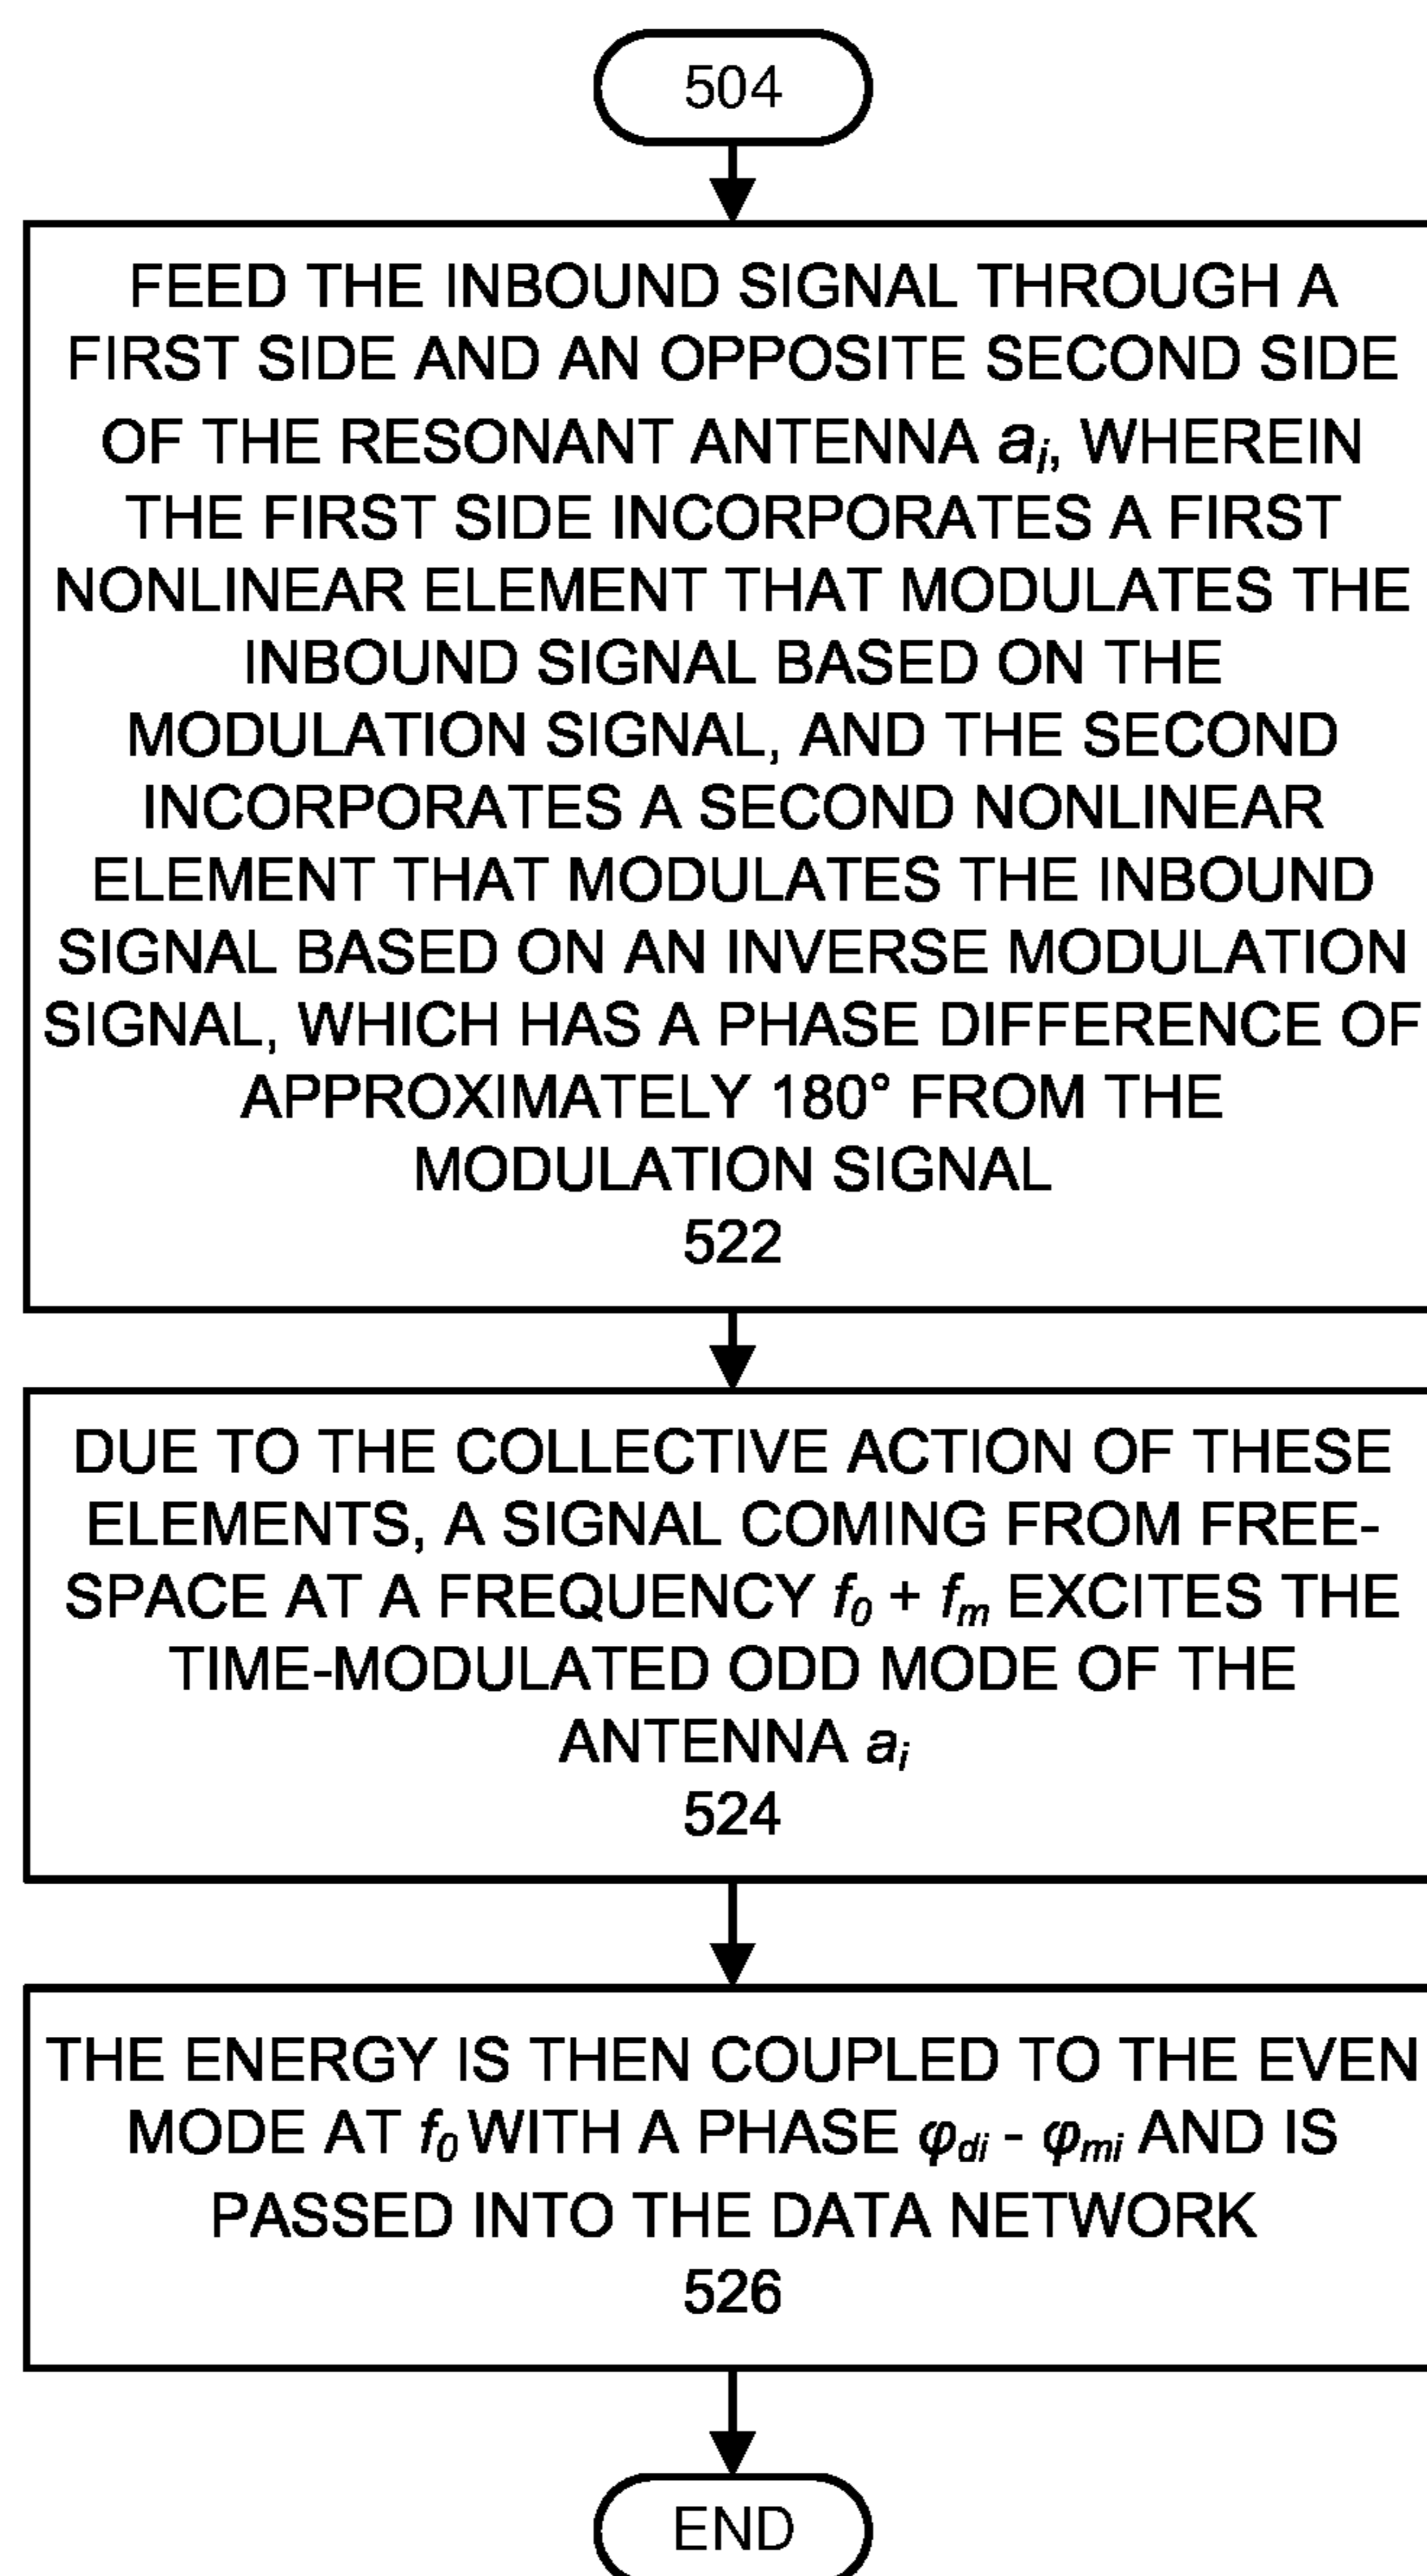 504
FEED THE INBOUND SIGNAL THROUGH A
FIRST SIDE AND AN OPPOSITE SECOND SIDE
OF THE RESONANT ANTENNA aᵢ, WHEREIN
THE FIRST SIDE INCORPORATES A FIRST
NONLINEAR ELEMENT THAT MODULATES THE
INBOUND SIGNAL BASED ON THE
MODULATION SIGNAL, AND THE SECOND
INCORPORATES A SECOND NONLINEAR
ELEMENT THAT MODULATES THE INBOUND
SIGNAL BASED ON AN INVERSE MODULATION
SIGNAL, WHICH HAS A PHASE DIFFERENCE OF
APPROXIMATELY 180° FROM THE
MODULATION SIGNAL
522
DUE TO THE COLLECTIVE ACTION OF THESE
ELEMENTS, A SIGNAL COMING FROM FREE-
SPACE AT A FREQUENCY f₀ + fₘ EXCITES THE
TIME-MODULATED ODD MODE OF THE
ANTENNA aᵢ
524
THE ENERGY IS THEN COUPLED TO THE EVEN
MODE AT f₀ WITH A PHASE φ_di - φ_mi AND IS
PASSED INTO THE DATA NETWORK
526
END